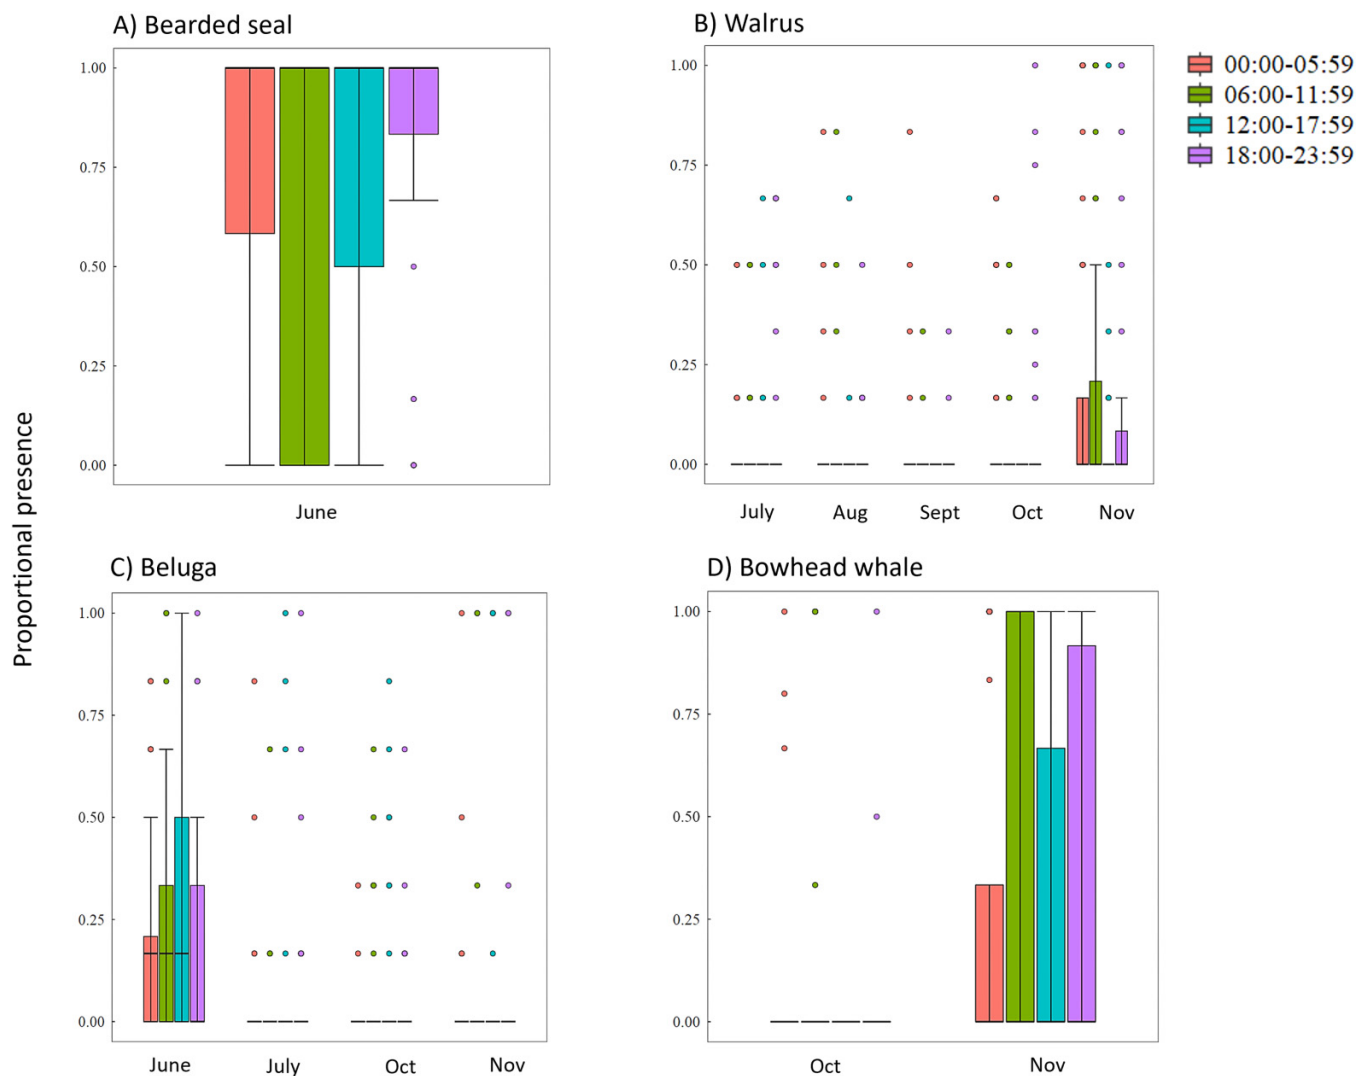 A) Bearded seal
1.00
0.75
0.50
0.25
0.00
June
B) Walrus
1.00
0.75
0.50
0.25
0.00
July Aug Sept Oct Nov
00:00-05:59
06:00-11:59
12:00-17:59
18:00-23:59
Proportional presence
C) Beluga
1.00
0.75
0.50
0.25
0.00
June July Oct Nov
D) Bowhead whale
1.00
0.75
0.50
0.25
0.00
Oct Nov